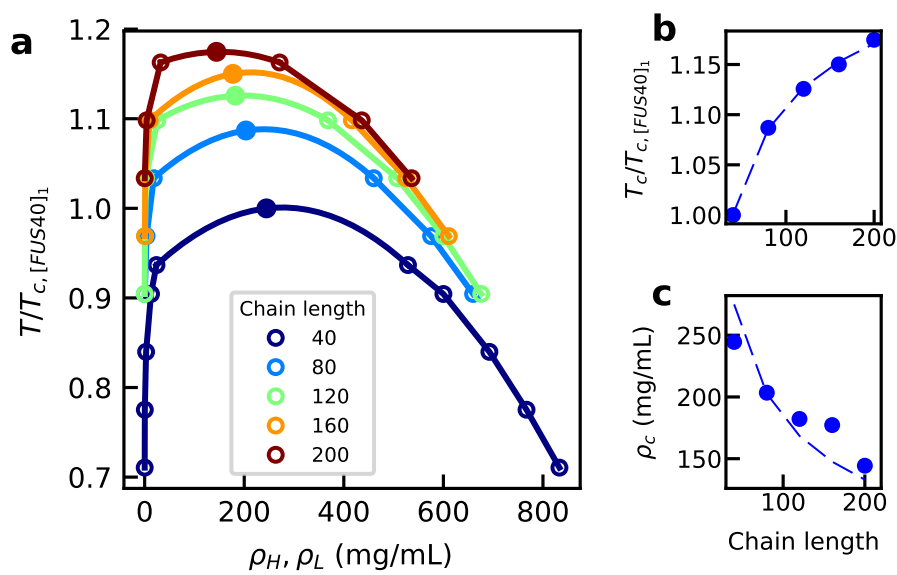 a
1.2
1.1
1.0
0.9
0.8
0.7
T/T_{c,[FUS40]_1}
0 200 400 600 800
ρ_H, ρ_L (mg/mL)
Chain length
40
80
120
160
200
b
1.15
1.10
1.05
1.00
T_c/T_{c,[FUS40]_1}
100 200
c
250
200
150
ρ_c (mg/mL)
100 200
Chain length